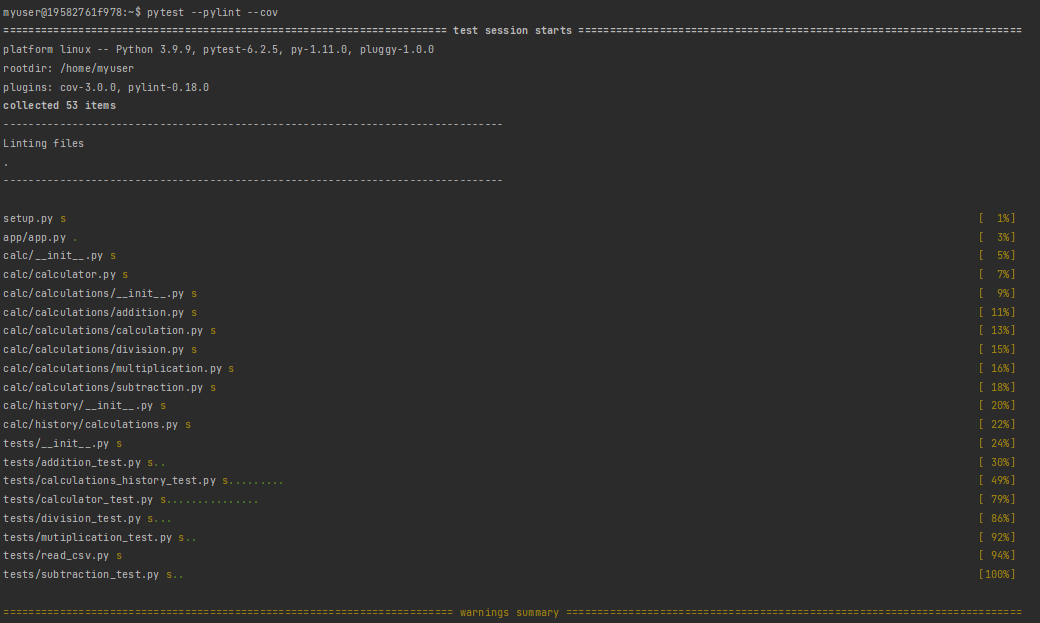 myuser@19582761f978:~$ pytest --pylint --cov
====================================================================== test session starts ======================================================================
platform linux -- Python 3.9.9, pytest-6.2.5, py-1.11.0, pluggy-1.0.0
rootdir: /home/myuser
plugins: cov-3.0.0, pylint-0.18.0
collected 53 items
--------------------------------------------------------------------------------
Linting files
.
--------------------------------------------------------------------------------
setup.py s [  1%]
app/app.py . [  3%]
calc/__init__.py s [  5%]
calc/calculator.py s [  7%]
calc/calculations/__init__.py s [  9%]
calc/calculations/addition.py s [ 11%]
calc/calculations/calculation.py s [ 13%]
calc/calculations/division.py s [ 15%]
calc/calculations/multiplication.py s [ 16%]
calc/calculations/subtraction.py s [ 18%]
calc/history/__init__.py s [ 20%]
calc/history/calculations.py s [ 22%]
tests/__init__.py s [ 24%]
tests/addition_test.py s.. [ 30%]
tests/calculations_history_test.py s......... [ 49%]
tests/calculator_test.py s............... [ 79%]
tests/division_test.py s... [ 86%]
tests/mutiplication_test.py s.. [ 92%]
tests/read_csv.py s [ 94%]
tests/subtraction_test.py s.. [100%]
======================================================================= warnings summary ========================================================================